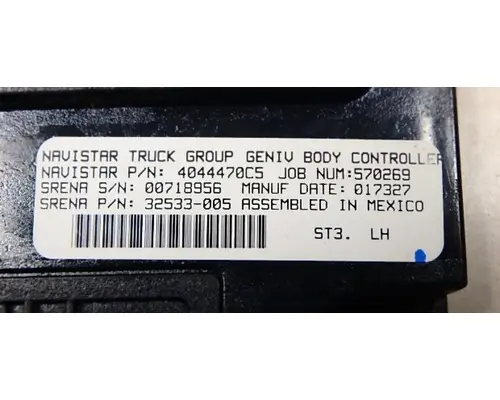 NAVISTAR TRUCK GROUP GENIV BODY CONTROLLER
NAVISTAR P/N: 4044470C5 JOB NUM:570269
SRENA S/N: 00718956 MANUF DATE: 017327
SRENA P/N: 32533-005 ASSEMBLED IN MEXICO
ST3. LH